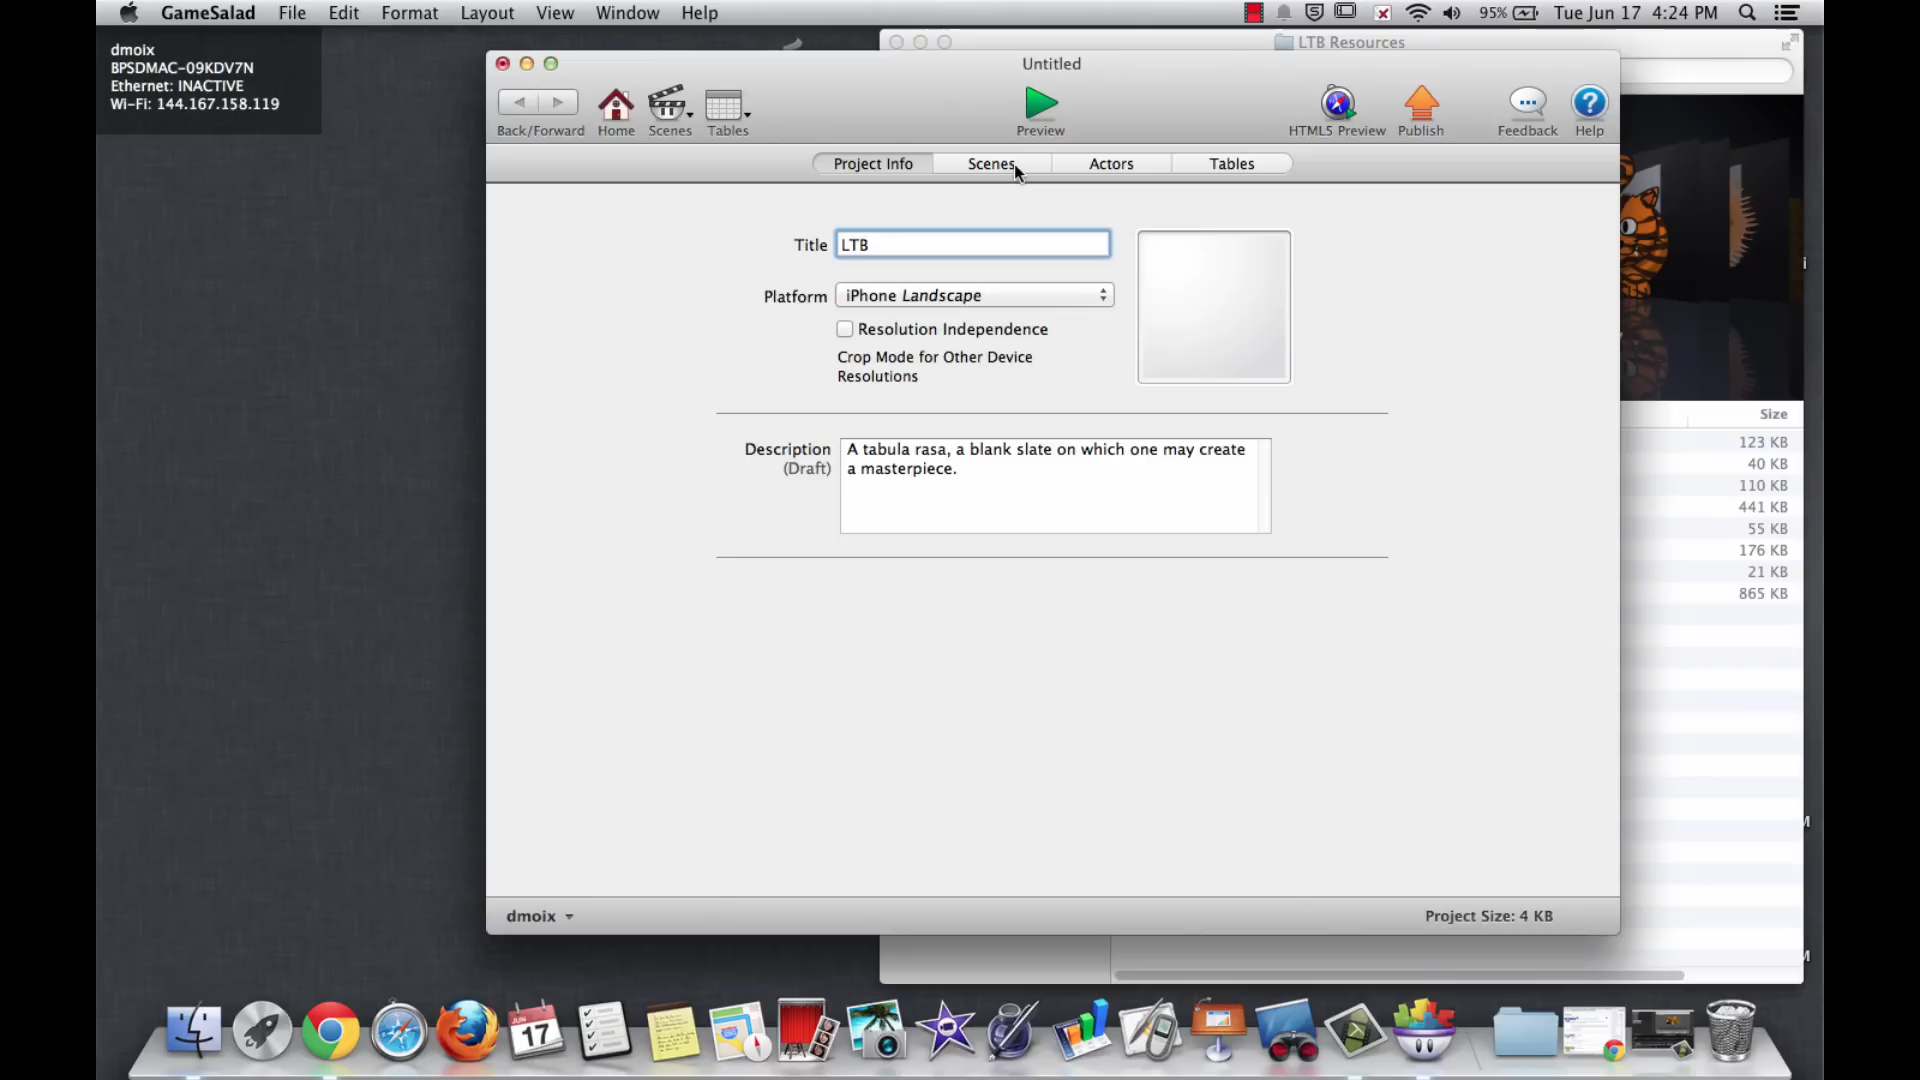 GameSalad File Edit Format Layout View Window Help 95% Tue Jun 17 4:24 PM
dmoix
BPSDMAC-09KDV7N
Ethernet: INACTIVE
Wi-Fi: 144.167.158.119
LTB Resources
Untitled
Back/Forward Home Scenes Tables Preview HTML5 Preview Publish Feedback Help
Project Info Scenes Actors Tables
Title LTB
Platform iPhone Landscape
Resolution Independence
Crop Mode for Other Device
Resolutions
Size
Description A tabula rasa, a blank slate on which one may create
(Draft) a masterpiece.
123 KB
40 KB
110 KB
441 KB
55 KB
176 KB
21 KB
865 KB
dmoix Project Size: 4 KB
JUN
17